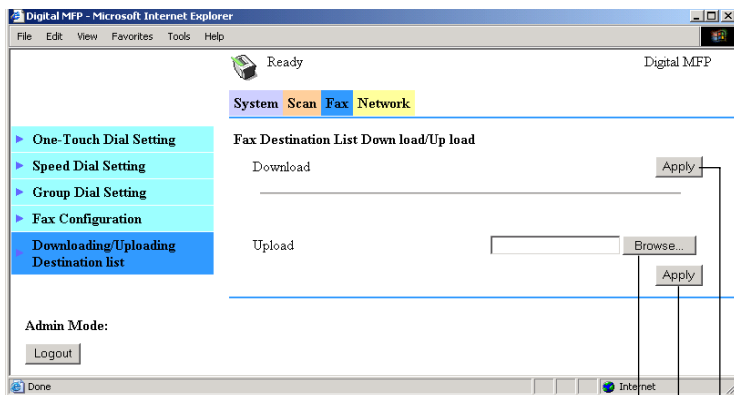 Digital MFP - Microsoft Internet Explorer
File Edit View Favorites Tools Help
Ready
Digital MFP
System Scan Fax Network
One-Touch Dial Setting
Speed Dial Setting
Group Dial Setting
Fax Configuration
Downloading/Uploading
Destination list
Admin Mode:
Logout
Fax Destination List Down load/Up load
Download
Apply
Upload
Browse...
Apply
Done
Internet